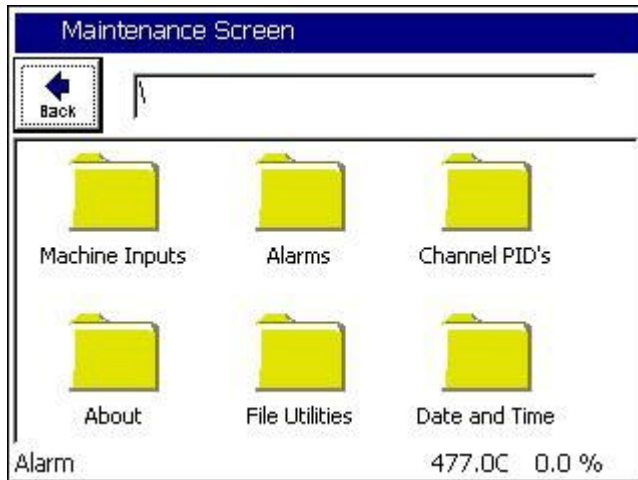 Maintenance Screen
Back
\
Machine Inputs
Alarms
Channel PID's
About
File Utilities
Date and Time
Alarm
477.0C 0.0 %